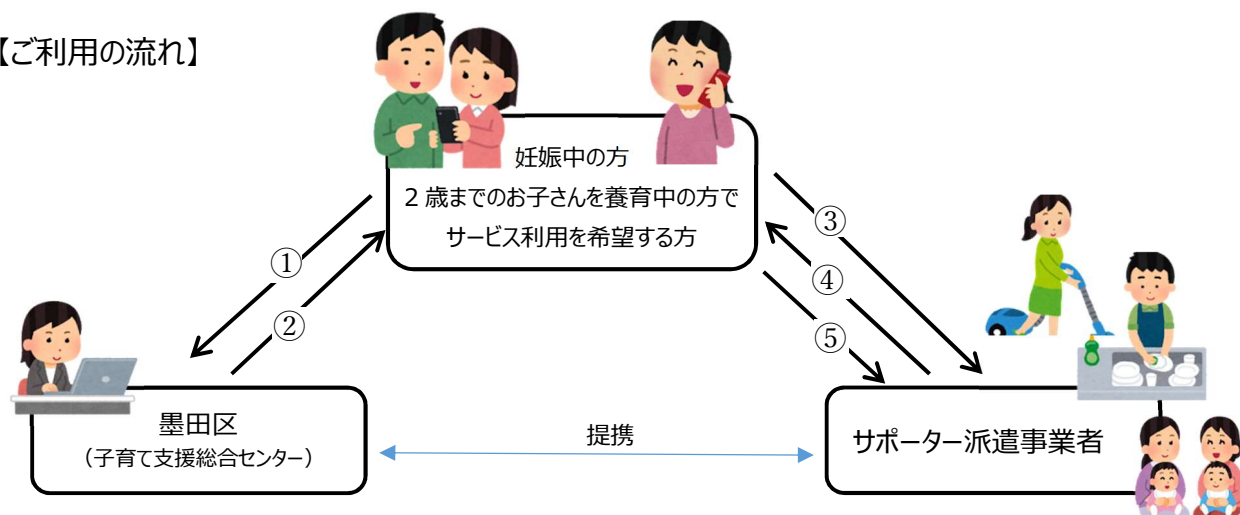 【ご利用の流れ】
妊娠中の方
2歳までのお子さんを養育中の方で
サービス利用を希望する方
①
②
③
④
⑤
墨田区
（子育て支援総合センター）
提携
サポーター派遣事業者